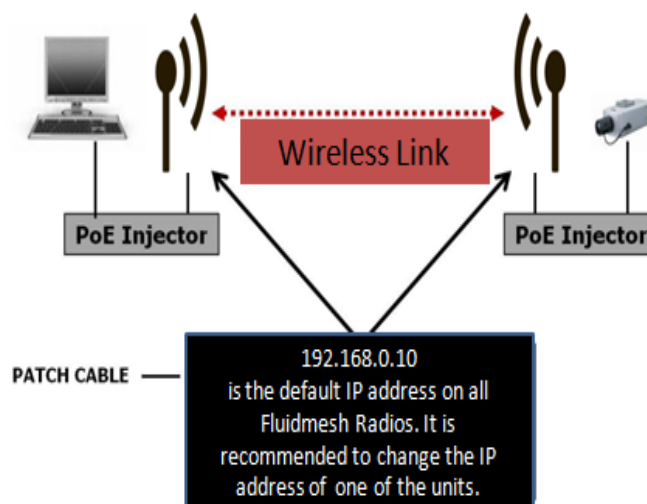 Wireless Link
PoE Injector
PoE Injector
PATCH CABLE
192.168.0.10
is the default IP address on all
Fluidmesh Radios. It is
recommended to change the IP
address of one of the units.